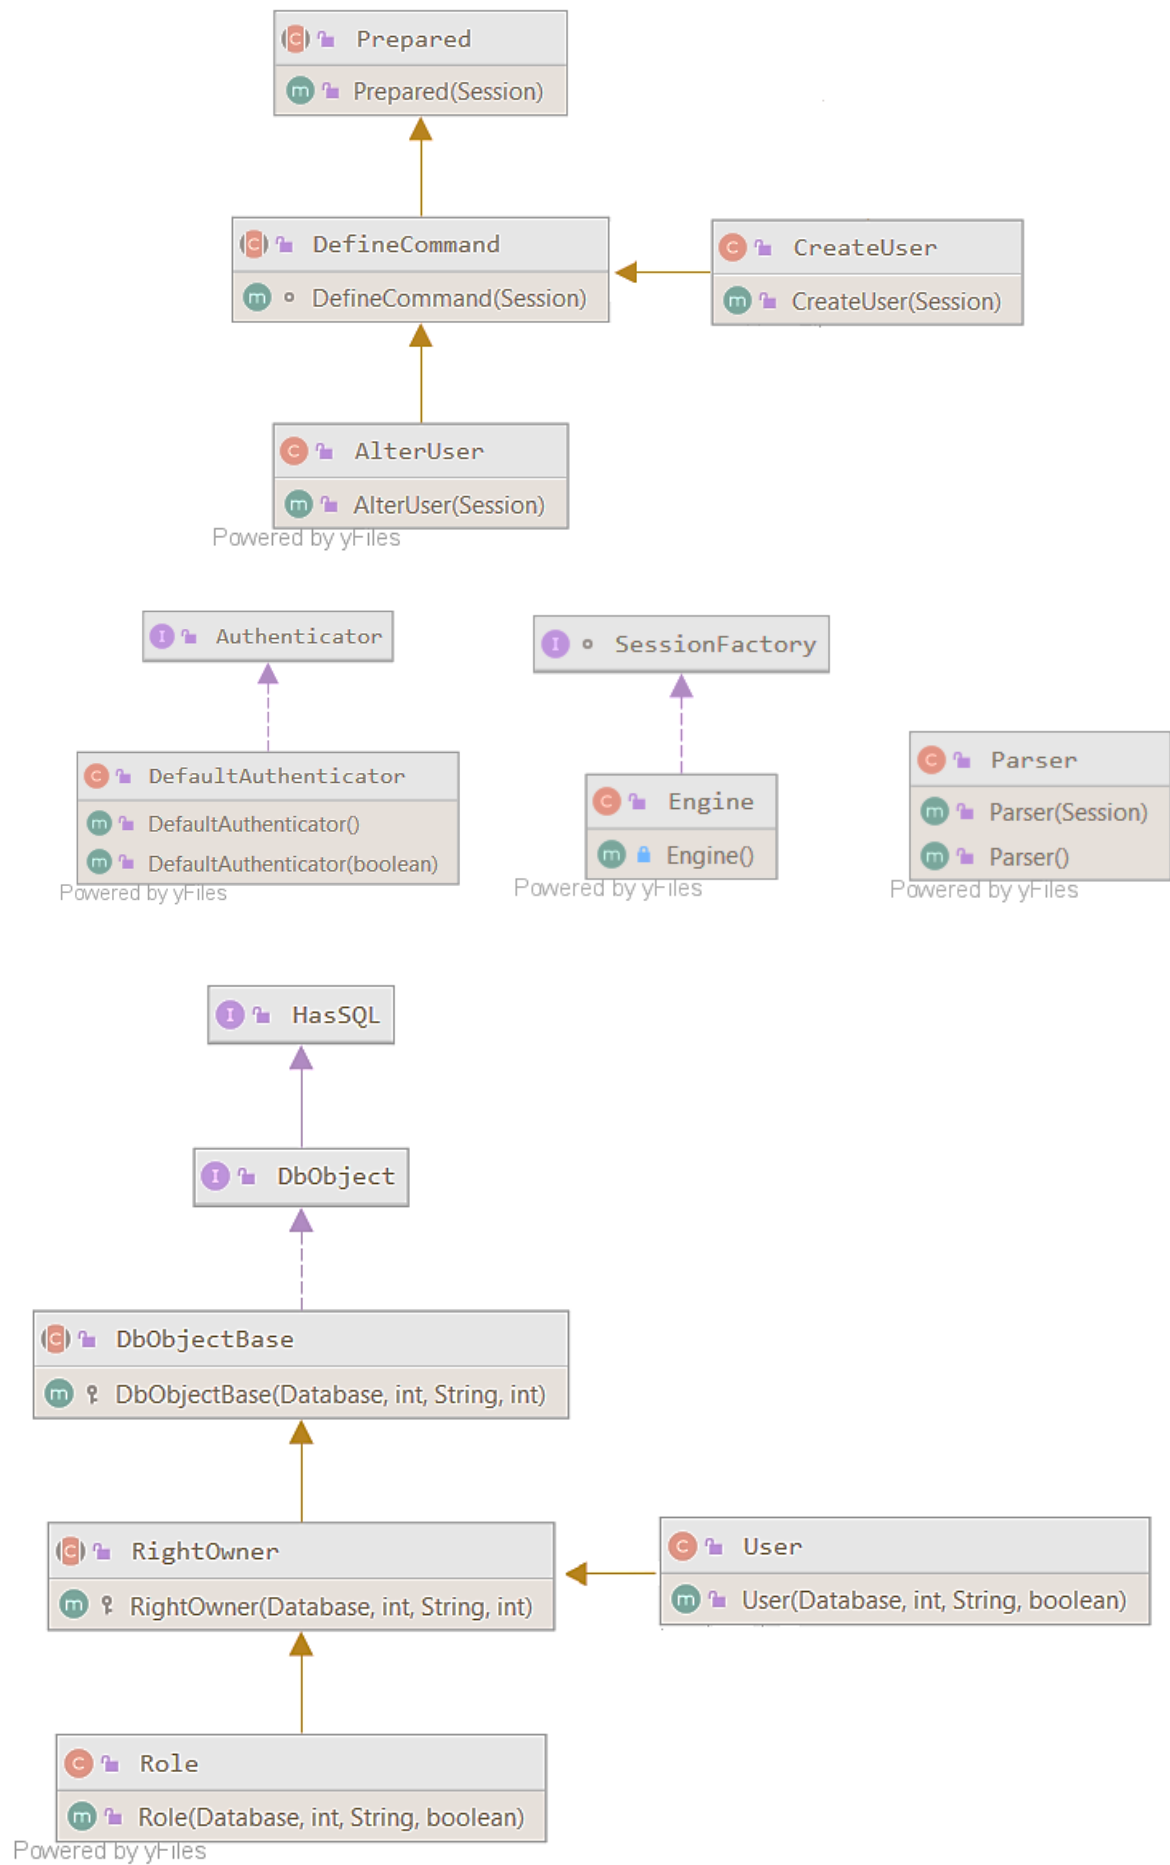 Prepared
Prepared(Session)
DefineCommand
DefineCommand(Session)
CreateUser
CreateUser(Session)
AlterUser
AlterUser(Session)
Powered by yFiles
Authenticator
DefaultAuthenticator
DefaultAuthenticator()
DefaultAuthenticator(boolean)
Powered by yFiles
SessionFactory
Engine
Engine()
Powered by yFiles
Parser
Parser(Session)
Parser()
Powered by yFiles
HasSQL
DbObject
DbObjectBase
DbObjectBase(Database, int, String, int)
RightOwner
RightOwner(Database, int, String, int)
User
User(Database, int, String, boolean)
Role
Role(Database, int, String, boolean)
Powered by yFiles